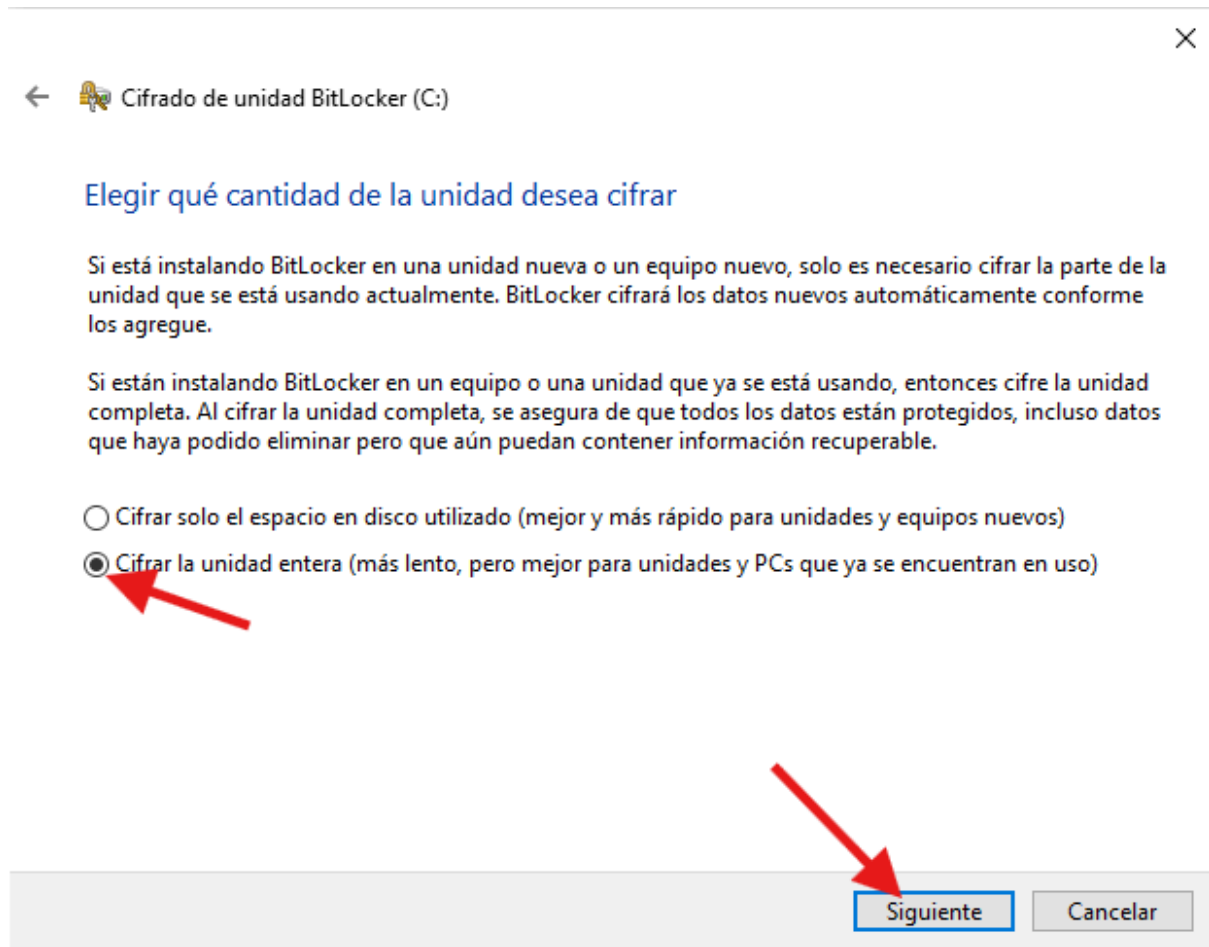 Cifrado de unidad BitLocker (C:)
Elegir qué cantidad de la unidad desea cifrar
Si está instalando BitLocker en una unidad nueva o un equipo nuevo, solo es necesario cifrar la parte de la
unidad que se está usando actualmente. BitLocker cifrará los datos nuevos automáticamente conforme
los agregue.
Si están instalando BitLocker en un equipo o una unidad que ya se está usando, entonces cifre la unidad
completa. Al cifrar la unidad completa, se asegura de que todos los datos están protegidos, incluso datos
que haya podido eliminar pero que aún puedan contener información recuperable.
Cifrar solo el espacio en disco utilizado (mejor y más rápido para unidades y equipos nuevos)
Cifrar la unidad entera (más lento, pero mejor para unidades y PCs que ya se encuentran en uso)
Siguiente
Cancelar